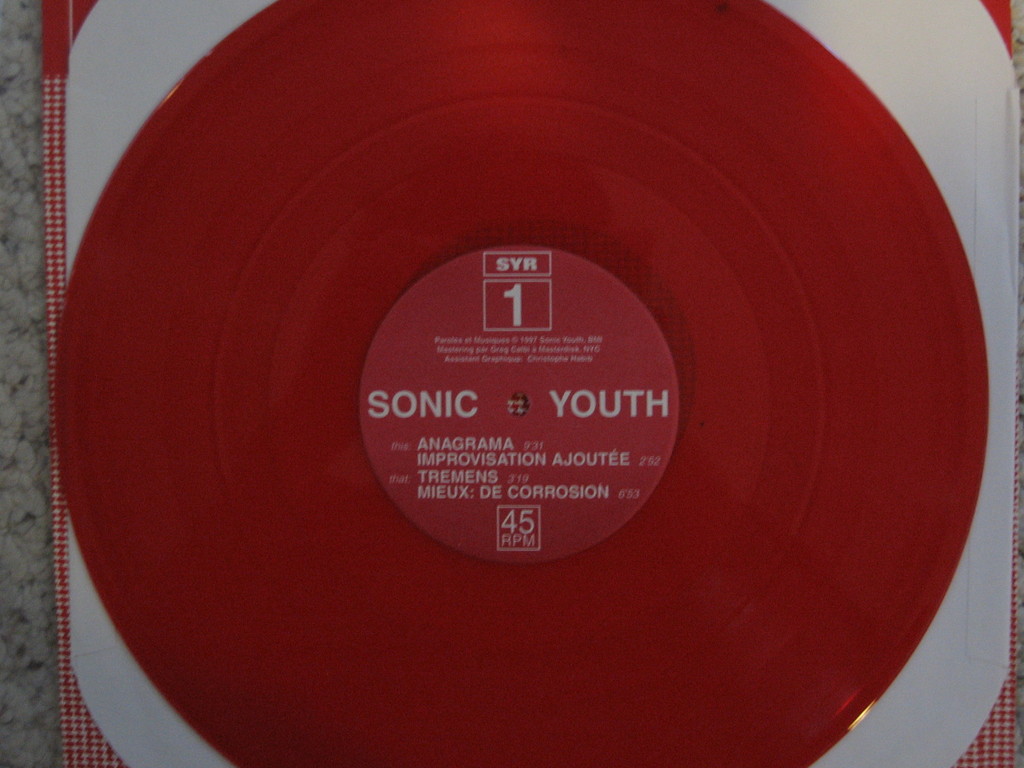 SYR
1
Paroles et Musiques © 1997 Sonic Youth, BMI
Mastering par Greg Calbi a Masterdisk, NYC
Assistant Graphique: Christophe
SONIC YOUTH
this: ANAGRAMA 9'31
IMPROVISATION AJOUTÉE 2'52
that: TREMENS 3'19
MIEUX: DE CORROSION 6'53
45
RPM